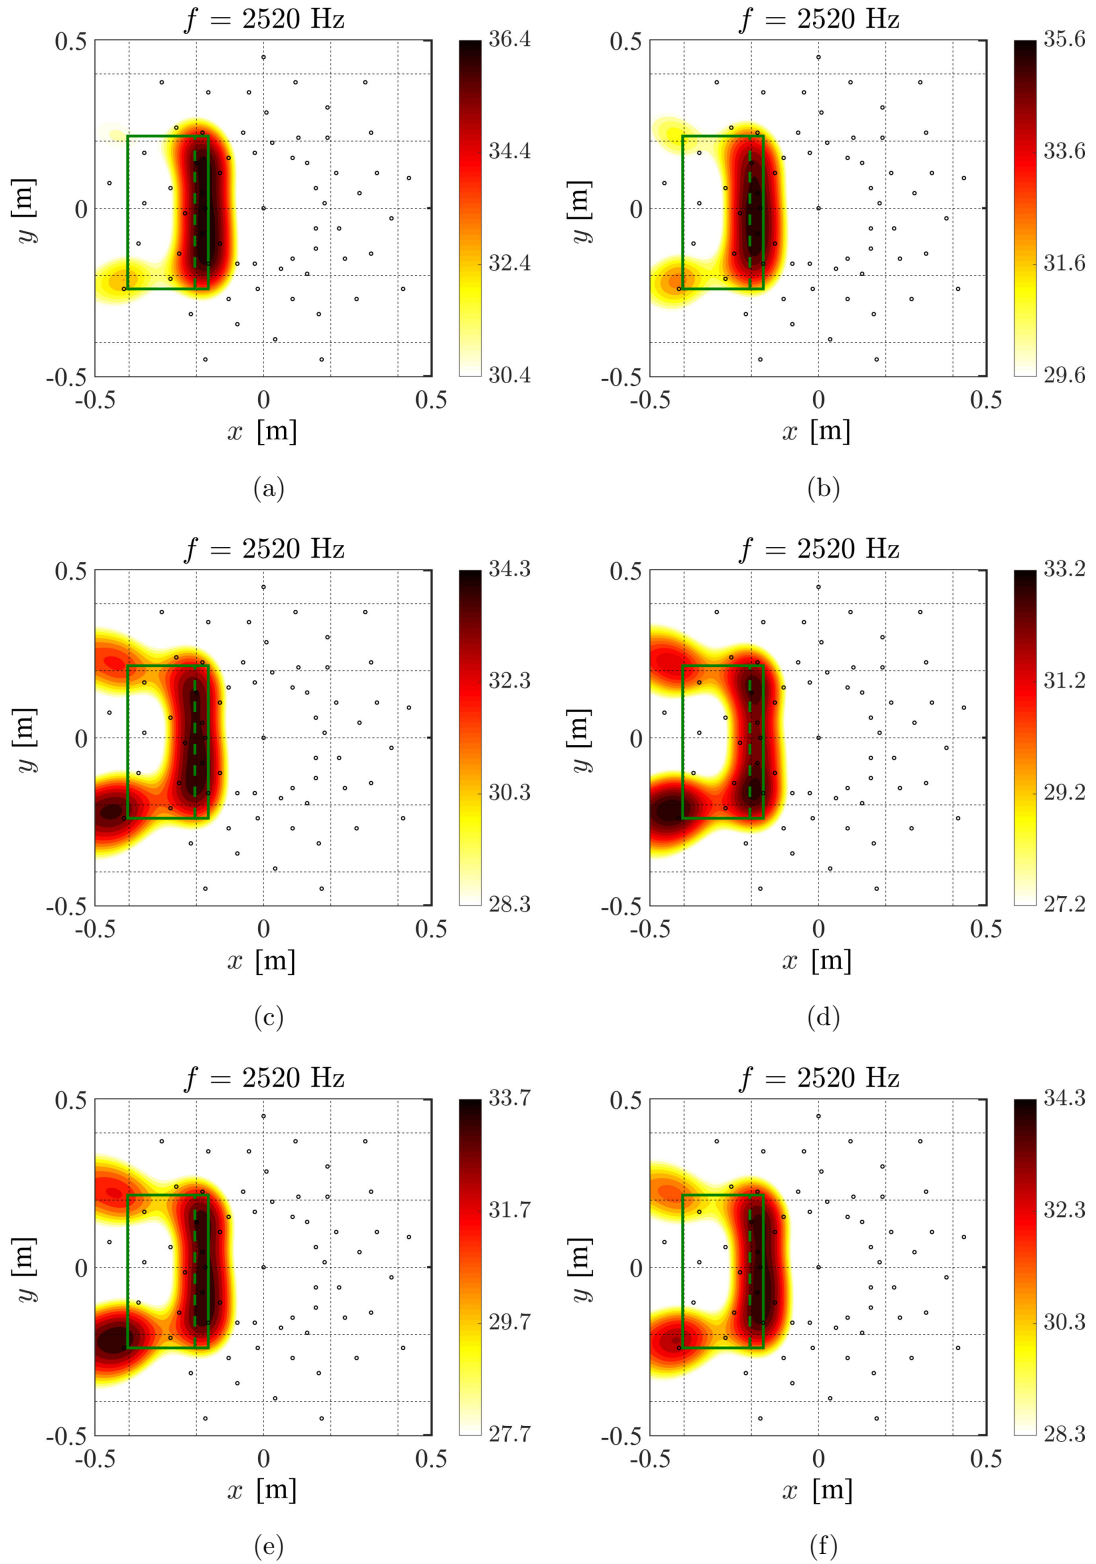 f = 2520 Hz
f = 2520 Hz
0.5
0
-0.5
y [m]
36.4
34.4
32.4
30.4
0.5
0
-0.5
y [m]
35.6
33.6
31.6
29.6
-0.5 0 0.5
x [m]
-0.5 0 0.5
x [m]
(a)
(b)
f = 2520 Hz
f = 2520 Hz
0.5
0
-0.5
y [m]
34.3
32.3
30.3
28.3
0.5
0
-0.5
y [m]
33.2
31.2
29.2
27.2
-0.5 0 0.5
x [m]
-0.5 0 0.5
x [m]
(c)
(d)
f = 2520 Hz
f = 2520 Hz
0.5
0
-0.5
y [m]
33.7
31.7
29.7
27.7
0.5
0
-0.5
y [m]
34.3
32.3
30.3
28.3
-0.5 0 0.5
x [m]
-0.5 0 0.5
x [m]
(e)
(f)